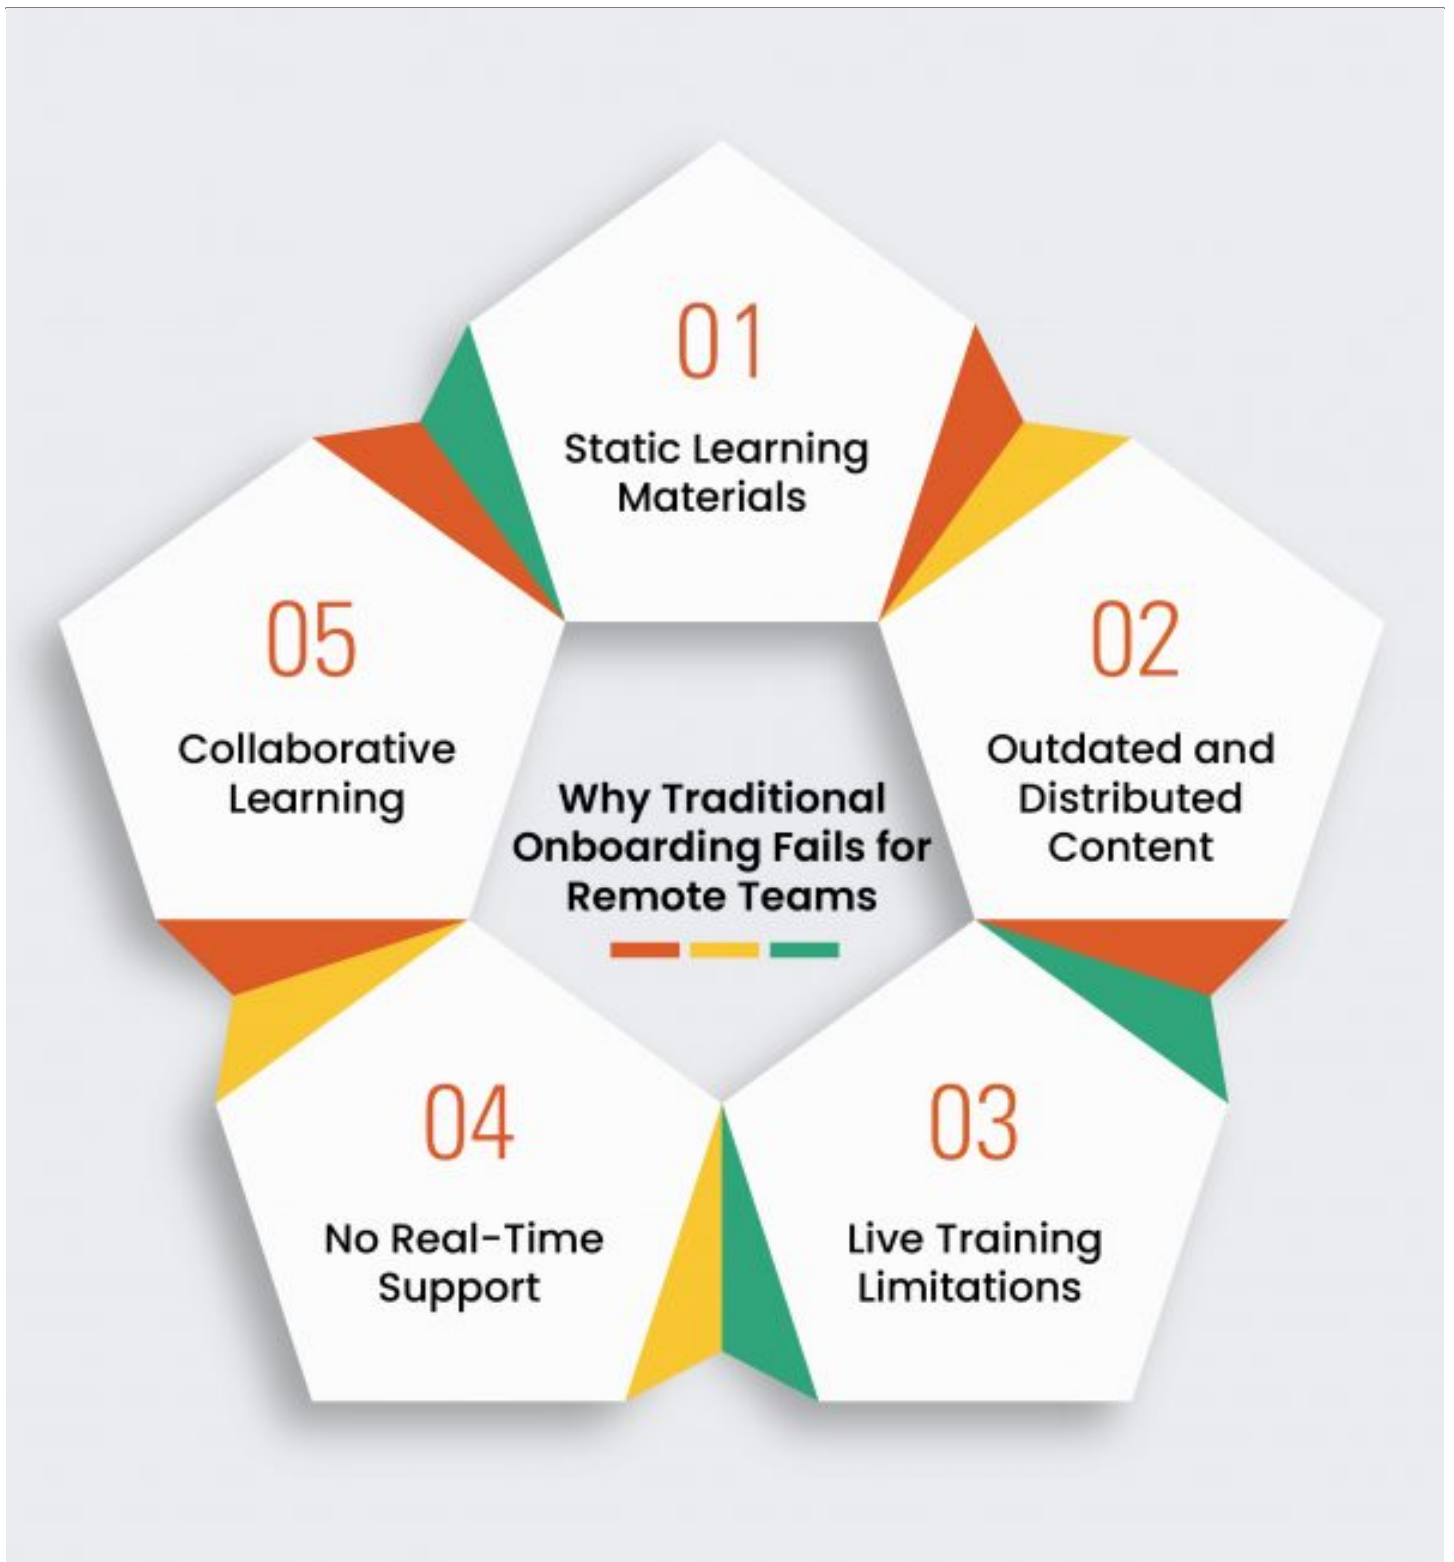 01
Static Learning
Materials
02
Outdated and
Distributed
Content
03
Live Training
Limitations
04
No Real-Time
Support
05
Collaborative
Learning
Why Traditional
Onboarding Fails for
Remote Teams